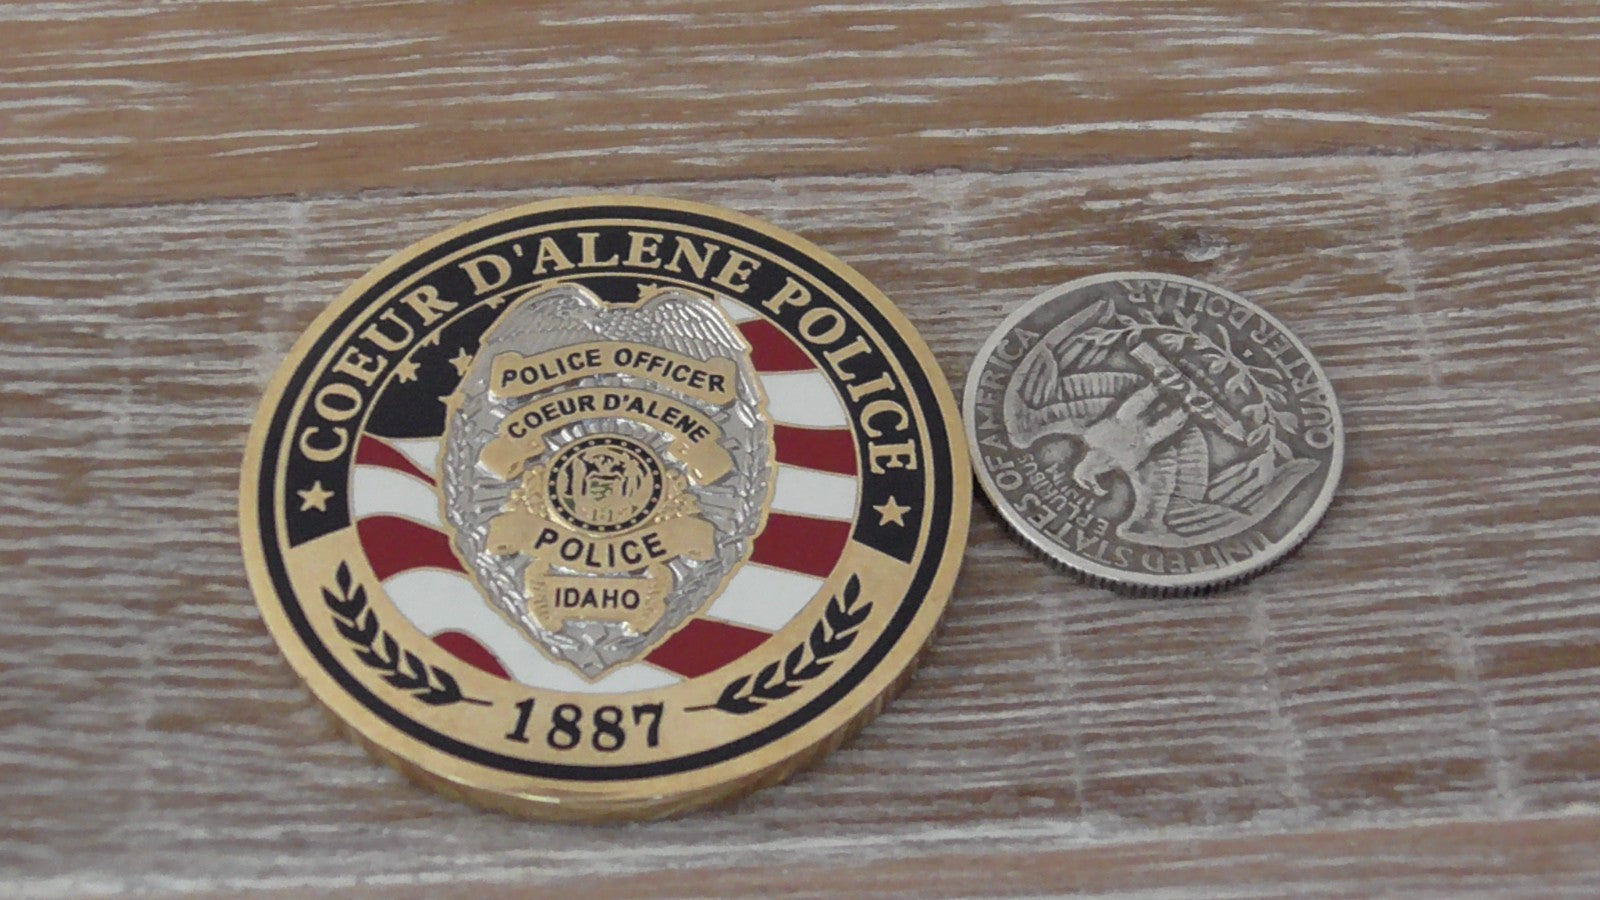 COEUR D'ALENE POLICE
POLICE OFFICER
COEUR D'ALENE
POLICE
IDAHO
1887
UNITED STATES OF AMERICA
E PLURIBUS
UNUM
QUARTER DOLLAR